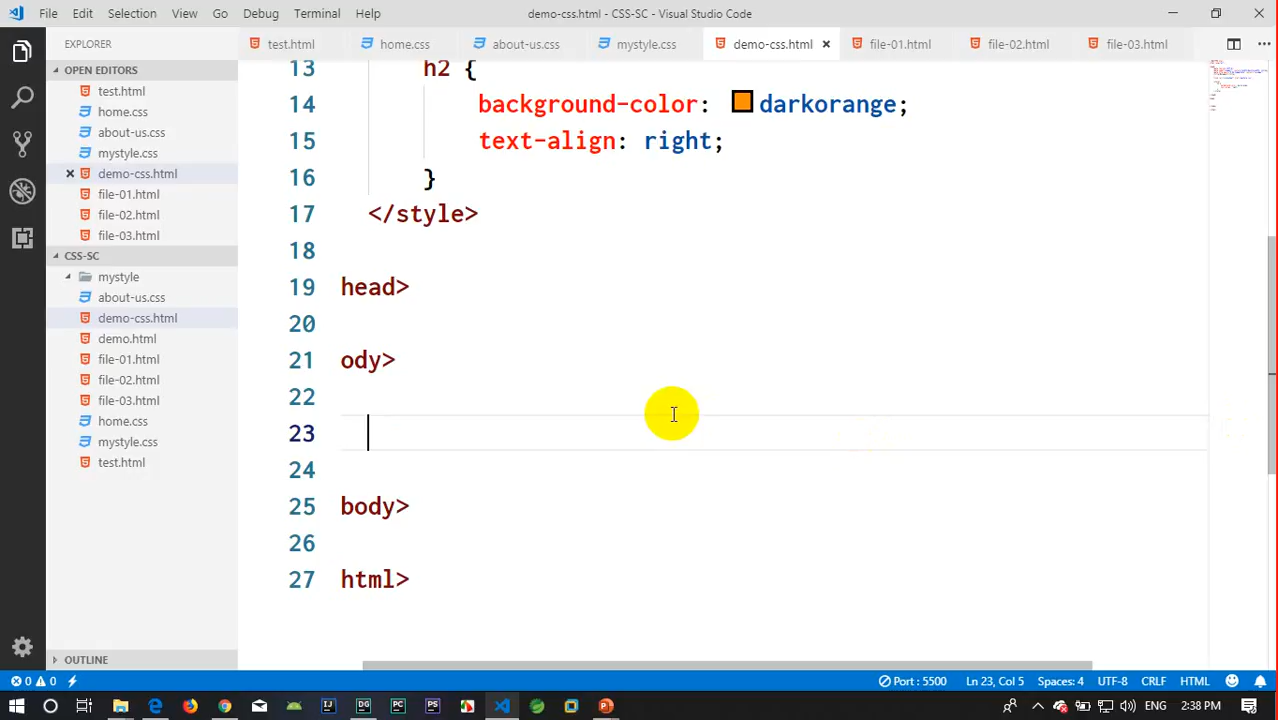 File Edit Selection View Go Debug Terminal Help demo-css.html - CSS-SC - Visual Studio Code
EXPLORER
test.html home.css about-us.css mystyle.css demo-css.html file-01.html file-02.html file-03.html
OPEN EDITORS
test.html
home.css
about-us.css
mystyle.css
demo-css.html
file-01.html
file-02.html
file-03.html
CSS-SC
mystyle
about-us.css
demo-css.html
demo.html
file-01.html
file-02.html
file-03.html
home.css
mystyle.css
test.html
OUTLINE
13 h2 {
14 background-color: darkorange;
15 text-align: right;
16 }
17 </style>
18
19 head>
20
21 ody>
22
23
24
25 body>
26
27 html>
0 0 Port : 5500 Ln 23, Col 5 Spaces: 4 UTF-8 CRLF HTML
IJ DG PC PS ENG 2:38 PM